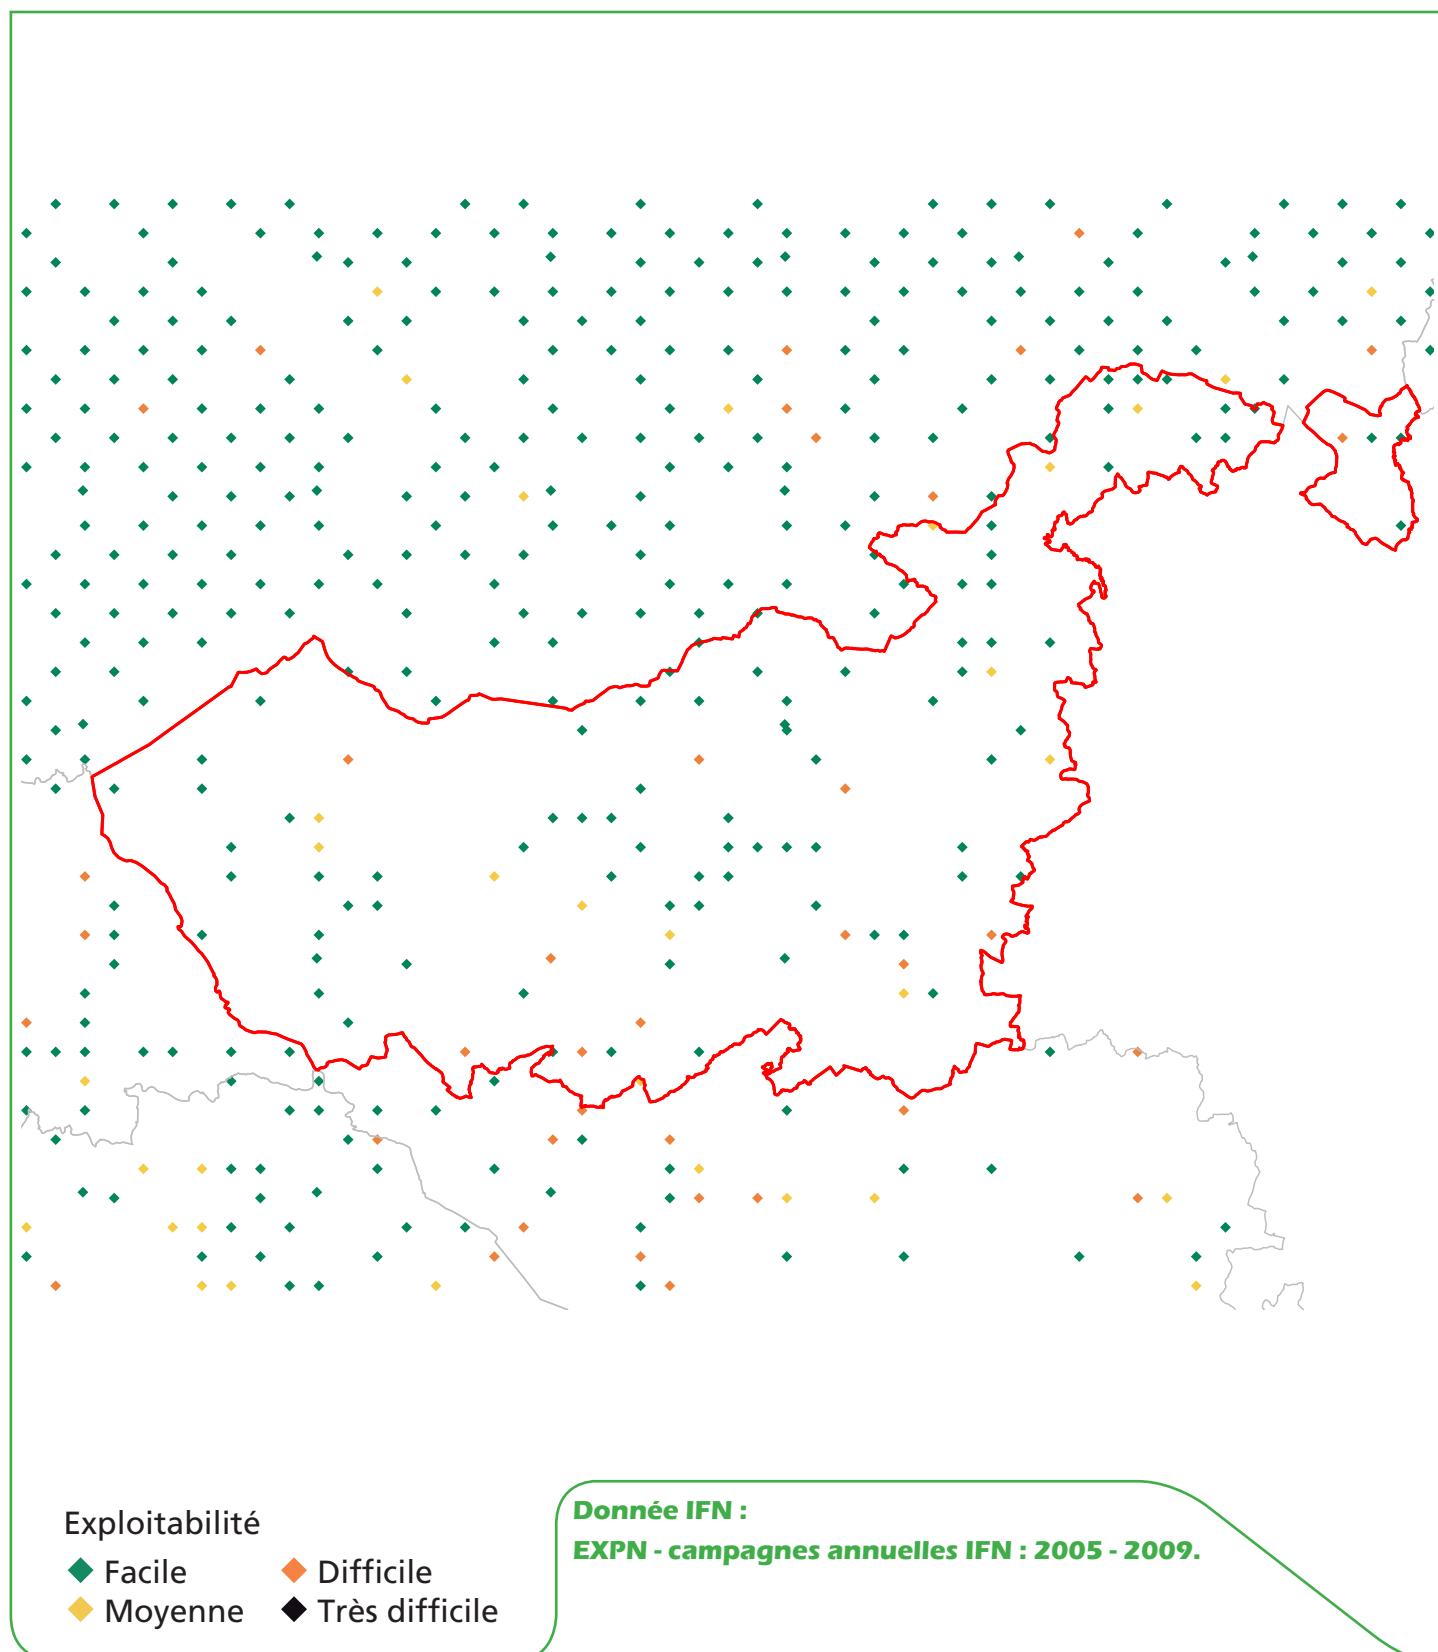 Exploitabilité
Facile
Difficile
Moyenne
Très difficile
Donnée IFN :
EXPN - campagnes annuelles IFN : 2005 - 2009.